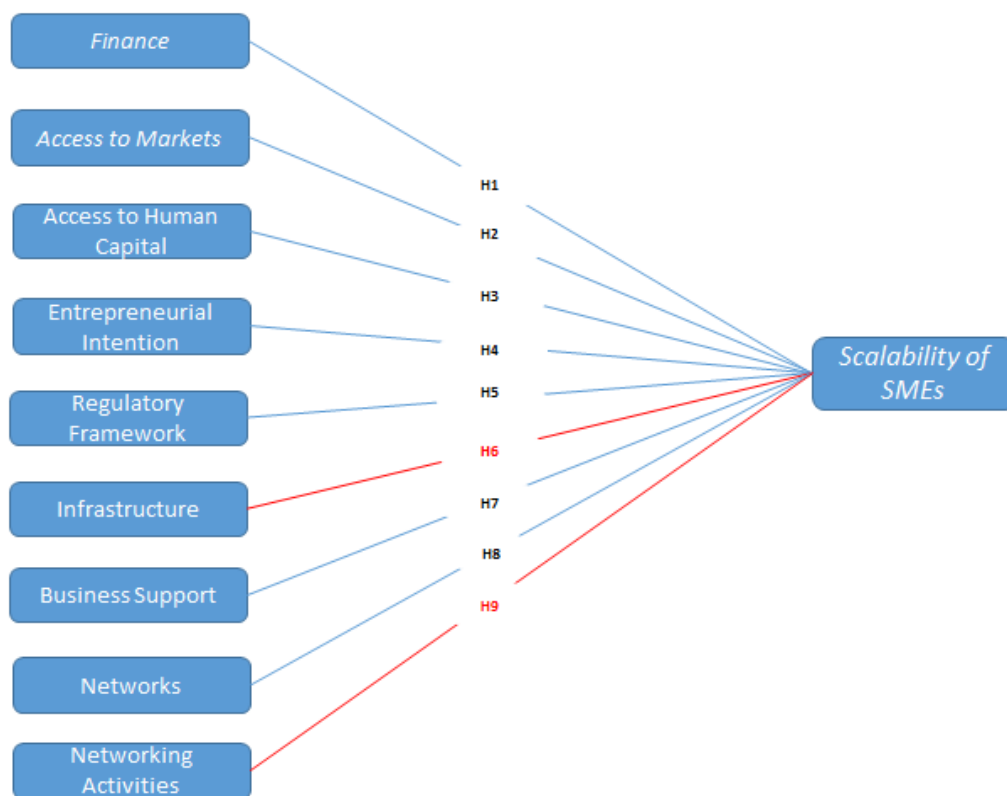 Finance
Access to Markets
Access to Human
Capital
Entrepreneurial
Intention
Regulatory
Framework
Infrastructure
Business Support
Networks
Networking
Activities
H1
H2
H3
H4
H5
H6
H7
H8
H9
Scalability of
SMEs